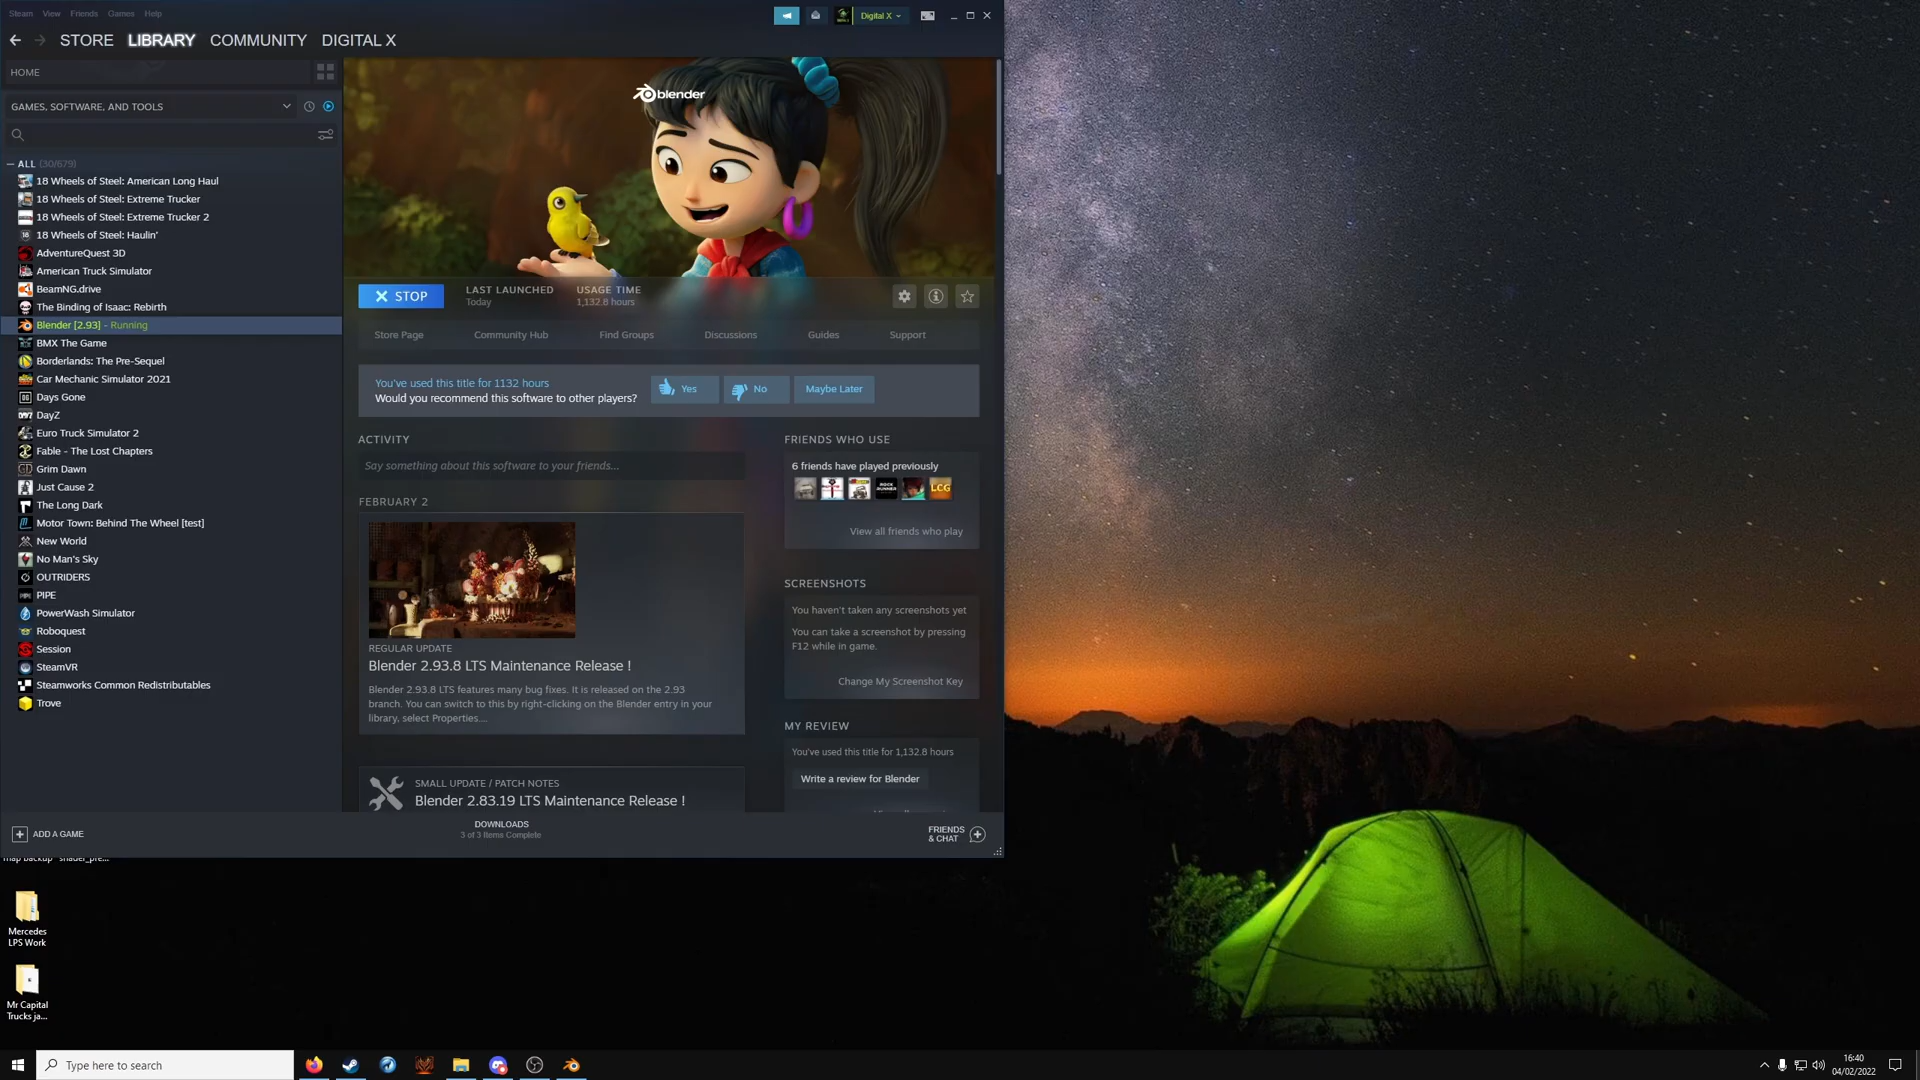 Steam View Friends Games Help
Digital X
STORE LIBRARY COMMUNITY DIGITAL X
HOME
GAMES, SOFTWARE, AND TOOLS
ALL (30/679)
18 Wheels of Steel: American Long Haul
18 Wheels of Steel: Extreme Trucker
18 Wheels of Steel: Extreme Trucker 2
18 Wheels of Steel: Haulin'
AdventureQuest 3D
American Truck Simulator
BeamNG.drive
The Binding of Isaac: Rebirth
Blender [2.93] - Running
BMX The Game
Borderlands: The Pre-Sequel
Car Mechanic Simulator 2021
Days Gone
DayZ
Euro Truck Simulator 2
Fable - The Lost Chapters
Grim Dawn
Just Cause 2
The Long Dark
Motor Town: Behind The Wheel [test]
New World
No Man's Sky
OUTRIDERS
PIPE
PowerWash Simulator
Roboquest
Session
SteamVR
Steamworks Common Redistributables
Trove
blender
STOP
LAST LAUNCHED
Today
USAGE TIME
1,132.8 hours
Store Page Community Hub Find Groups Discussions Guides Support
You've used this title for 1132 hours
Would you recommend this software to other players?
Yes No Maybe Later
ACTIVITY
Say something about this software to your friends...
FEBRUARY 2
REGULAR UPDATE
Blender 2.93.8 LTS Maintenance Release !
Blender 2.93.8 LTS features many bug fixes. It is released on the 2.93
branch. You can switch to this by right-clicking on the Blender entry in your
library, select Properties....
SMALL UPDATE / PATCH NOTES
Blender 2.83.19 LTS Maintenance Release !
FRIENDS WHO USE
6 friends have played previously
LCG
View all friends who play
SCREENSHOTS
You haven't taken any screenshots yet
You can take a screenshot by pressing
F12 while in game.
Change My Screenshot Key
MY REVIEW
You've used this title for 1,132.8 hours
Write a review for Blender
ADD A GAME
DOWNLOADS
3 of 3 Items Complete
FRIENDS
& CHAT
map backup shader_pre...
Mercedes
LPS Work
Mr Capital
Trucks ja...
Type here to search
16:40
04/02/2022